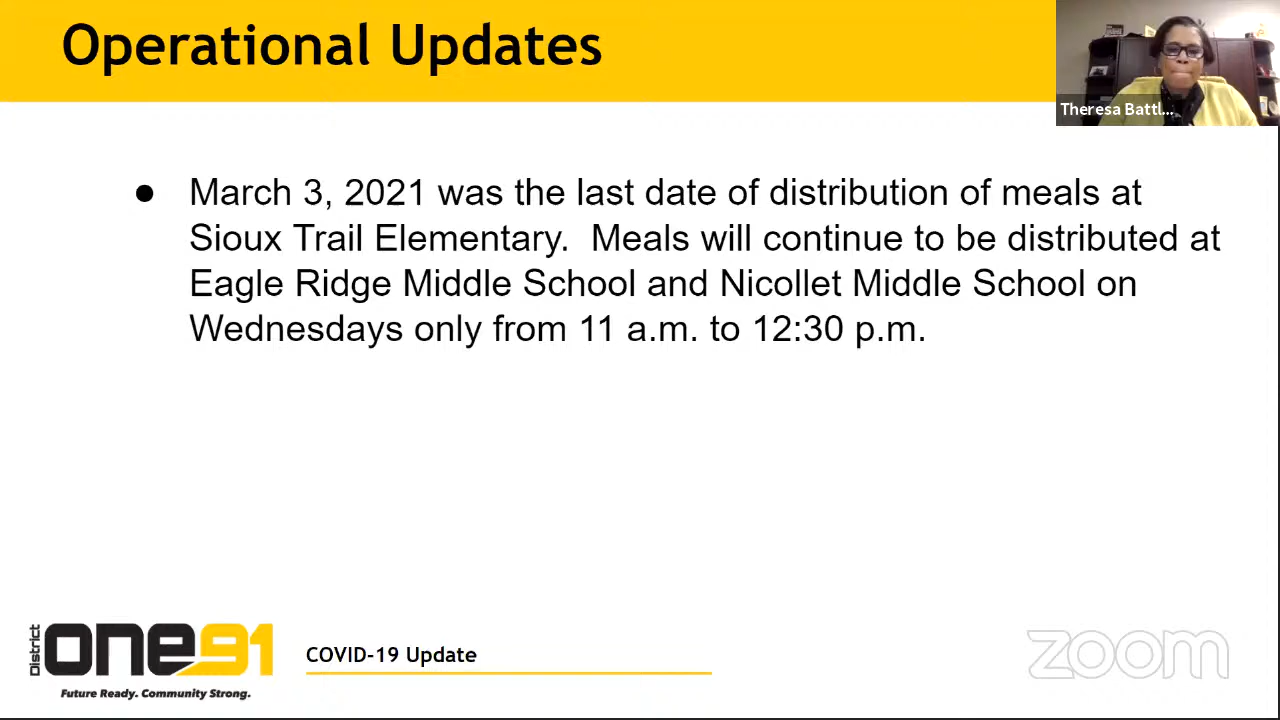 Operational Updates
Theresa Battl...
● March 3, 2021 was the last date of distribution of meals at
Sioux Trail Elementary.  Meals will continue to be distributed at
Eagle Ridge Middle School and Nicollet Middle School on
Wednesdays only from 11 a.m. to 12:30 p.m.
District one91
Future Ready. Community Strong.
COVID-19 Update
zoom